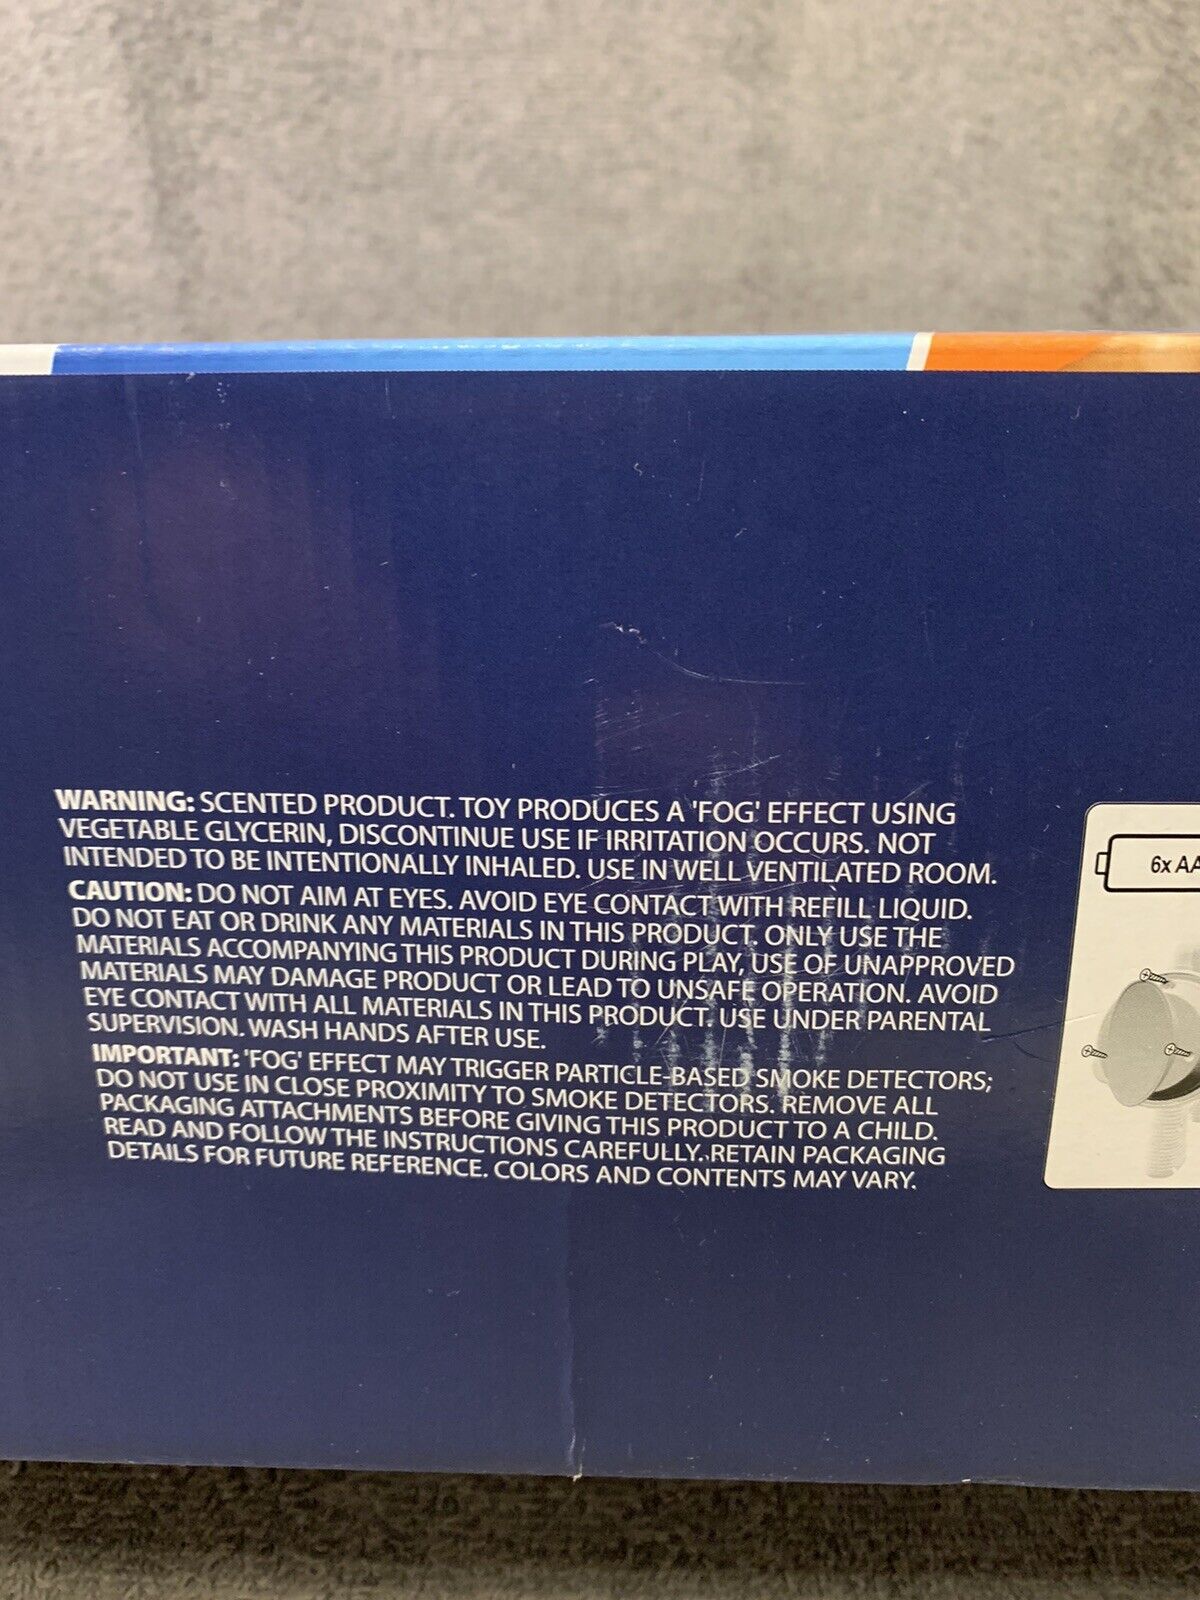 WARNING: SCENTED PRODUCT. TOY PRODUCES A 'FOG' EFFECT USING
VEGETABLE GLYCERIN, DISCONTINUE USE IF IRRITATION OCCURS. NOT
INTENDED TO BE INTENTIONALLY INHALED. USE IN WELL VENTILATED ROOM.
CAUTION: DO NOT AIM AT EYES. AVOID EYE CONTACT WITH REFILL LIQUID.
DO NOT EAT OR DRINK ANY MATERIALS IN THIS PRODUCT. ONLY USE THE
MATERIALS ACCOMPANYING THIS PRODUCT DURING PLAY, USE OF UNAPPROVED
MATERIALS MAY DAMAGE PRODUCT OR LEAD TO UNSAFE OPERATION. AVOID
EYE CONTACT WITH ALL MATERIALS IN THIS PRODUCT. USE UNDER PARENTAL
SUPERVISION. WASH HANDS AFTER USE.
IMPORTANT: 'FOG' EFFECT MAY TRIGGER PARTICLE-BASED SMOKE DETECTORS;
DO NOT USE IN CLOSE PROXIMITY TO SMOKE DETECTORS. REMOVE ALL
PACKAGING ATTACHMENTS BEFORE GIVING THIS PRODUCT TO A CHILD.
READ AND FOLLOW THE INSTRUCTIONS CAREFULLY. RETAIN PACKAGING
DETAILS FOR FUTURE REFERENCE. COLORS AND CONTENTS MAY VARY.
6x AA